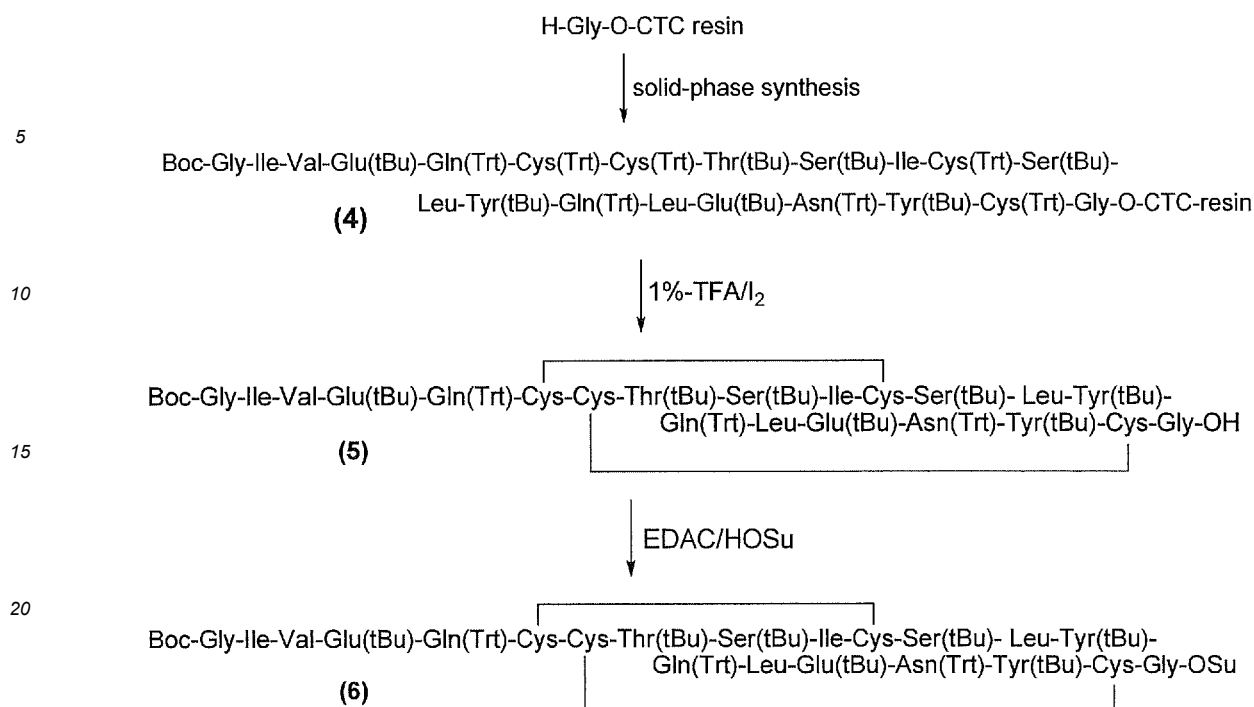 H-Gly-O-CTC resin
solid-phase synthesis
5
Boc-Gly-Ile-Val-Glu(tBu)-Gln(Trt)-Cys(Trt)-Cys(Trt)-Thr(tBu)-Ser(tBu)-Ile-Cys(Trt)-Ser(tBu)-
Leu-Tyr(tBu)-Gln(Trt)-Leu-Glu(tBu)-Asn(Trt)-Tyr(tBu)-Cys(Trt)-Gly-O-CTC-resin
(4)
10
1%-TFA/I2
Boc-Gly-Ile-Val-Glu(tBu)-Gln(Trt)-Cys-Cys-Thr(tBu)-Ser(tBu)-Ile-Cys-Ser(tBu)- Leu-Tyr(tBu)-
Gln(Trt)-Leu-Glu(tBu)-Asn(Trt)-Tyr(tBu)-Cys-Gly-OH
15
(5)
EDAC/HOSu
20
Boc-Gly-Ile-Val-Glu(tBu)-Gln(Trt)-Cys-Cys-Thr(tBu)-Ser(tBu)-Ile-Cys-Ser(tBu)- Leu-Tyr(tBu)-
Gln(Trt)-Leu-Glu(tBu)-Asn(Trt)-Tyr(tBu)-Cys-Gly-OSu
(6)